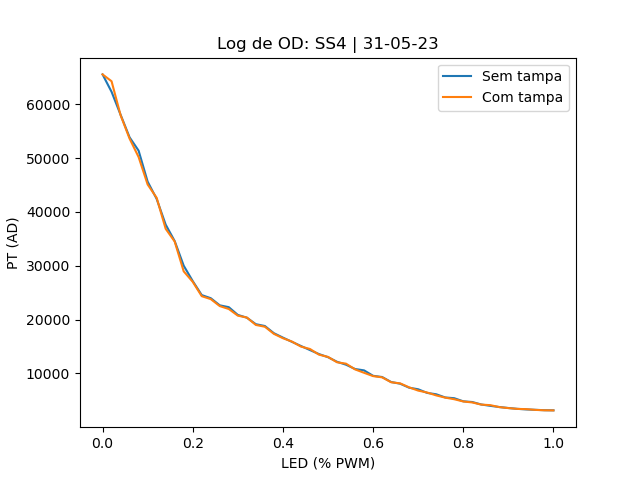 Log de OD: SS4 | 31-05-23
Sem tampa
Com tampa
60000
50000
40000
30000
20000
10000
PT (AD)
0.0 0.2 0.4 0.6 0.8 1.0
LED (% PWM)